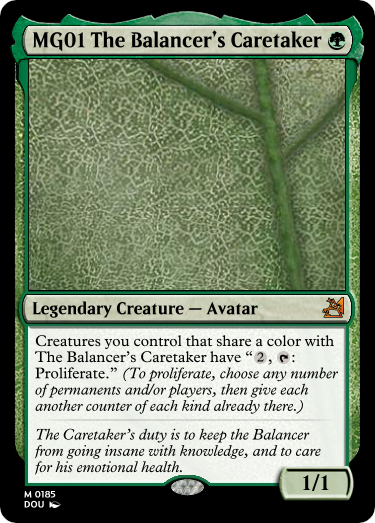 MG01 The Balancer's Caretaker
Legendary Creature — Avatar
Creatures you control that share a color with
The Balancer's Caretaker have “2, T:
Proliferate.” (To proliferate, choose any number
of permanents and/or players, then give each
another counter of each kind already there.)
The Caretaker's duty is to keep the Balancer
from going insane with knowledge, and to care
for his emotional health.
1/1
M 0185
DOU